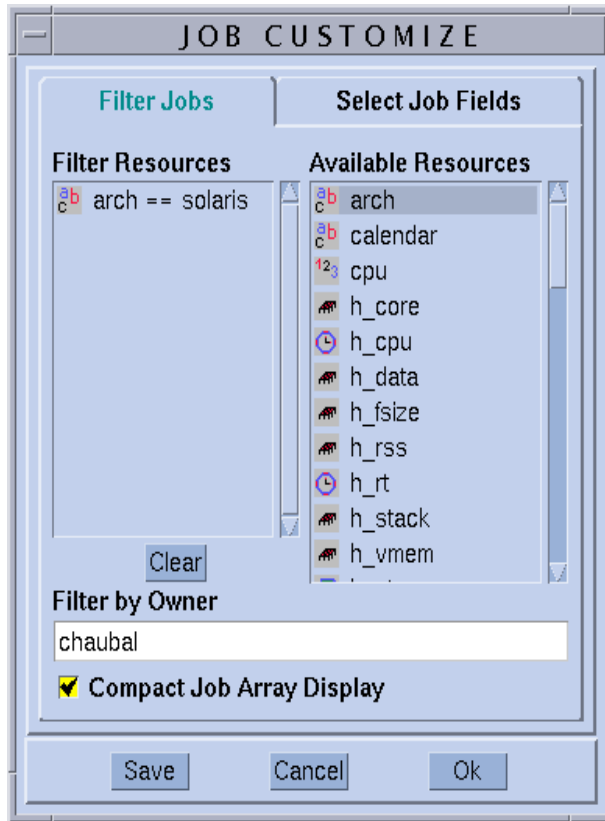 JOB CUSTOMIZE
Filter Jobs
Select Job Fields
Filter Resources
arch == solaris
Available Resources
arch
calendar
cpu
h_core
h_cpu
h_data
h_fsize
h_rss
h_rt
h_stack
h_vmem
Clear
Filter by Owner
chaubal
Compact Job Array Display
Save
Cancel
Ok